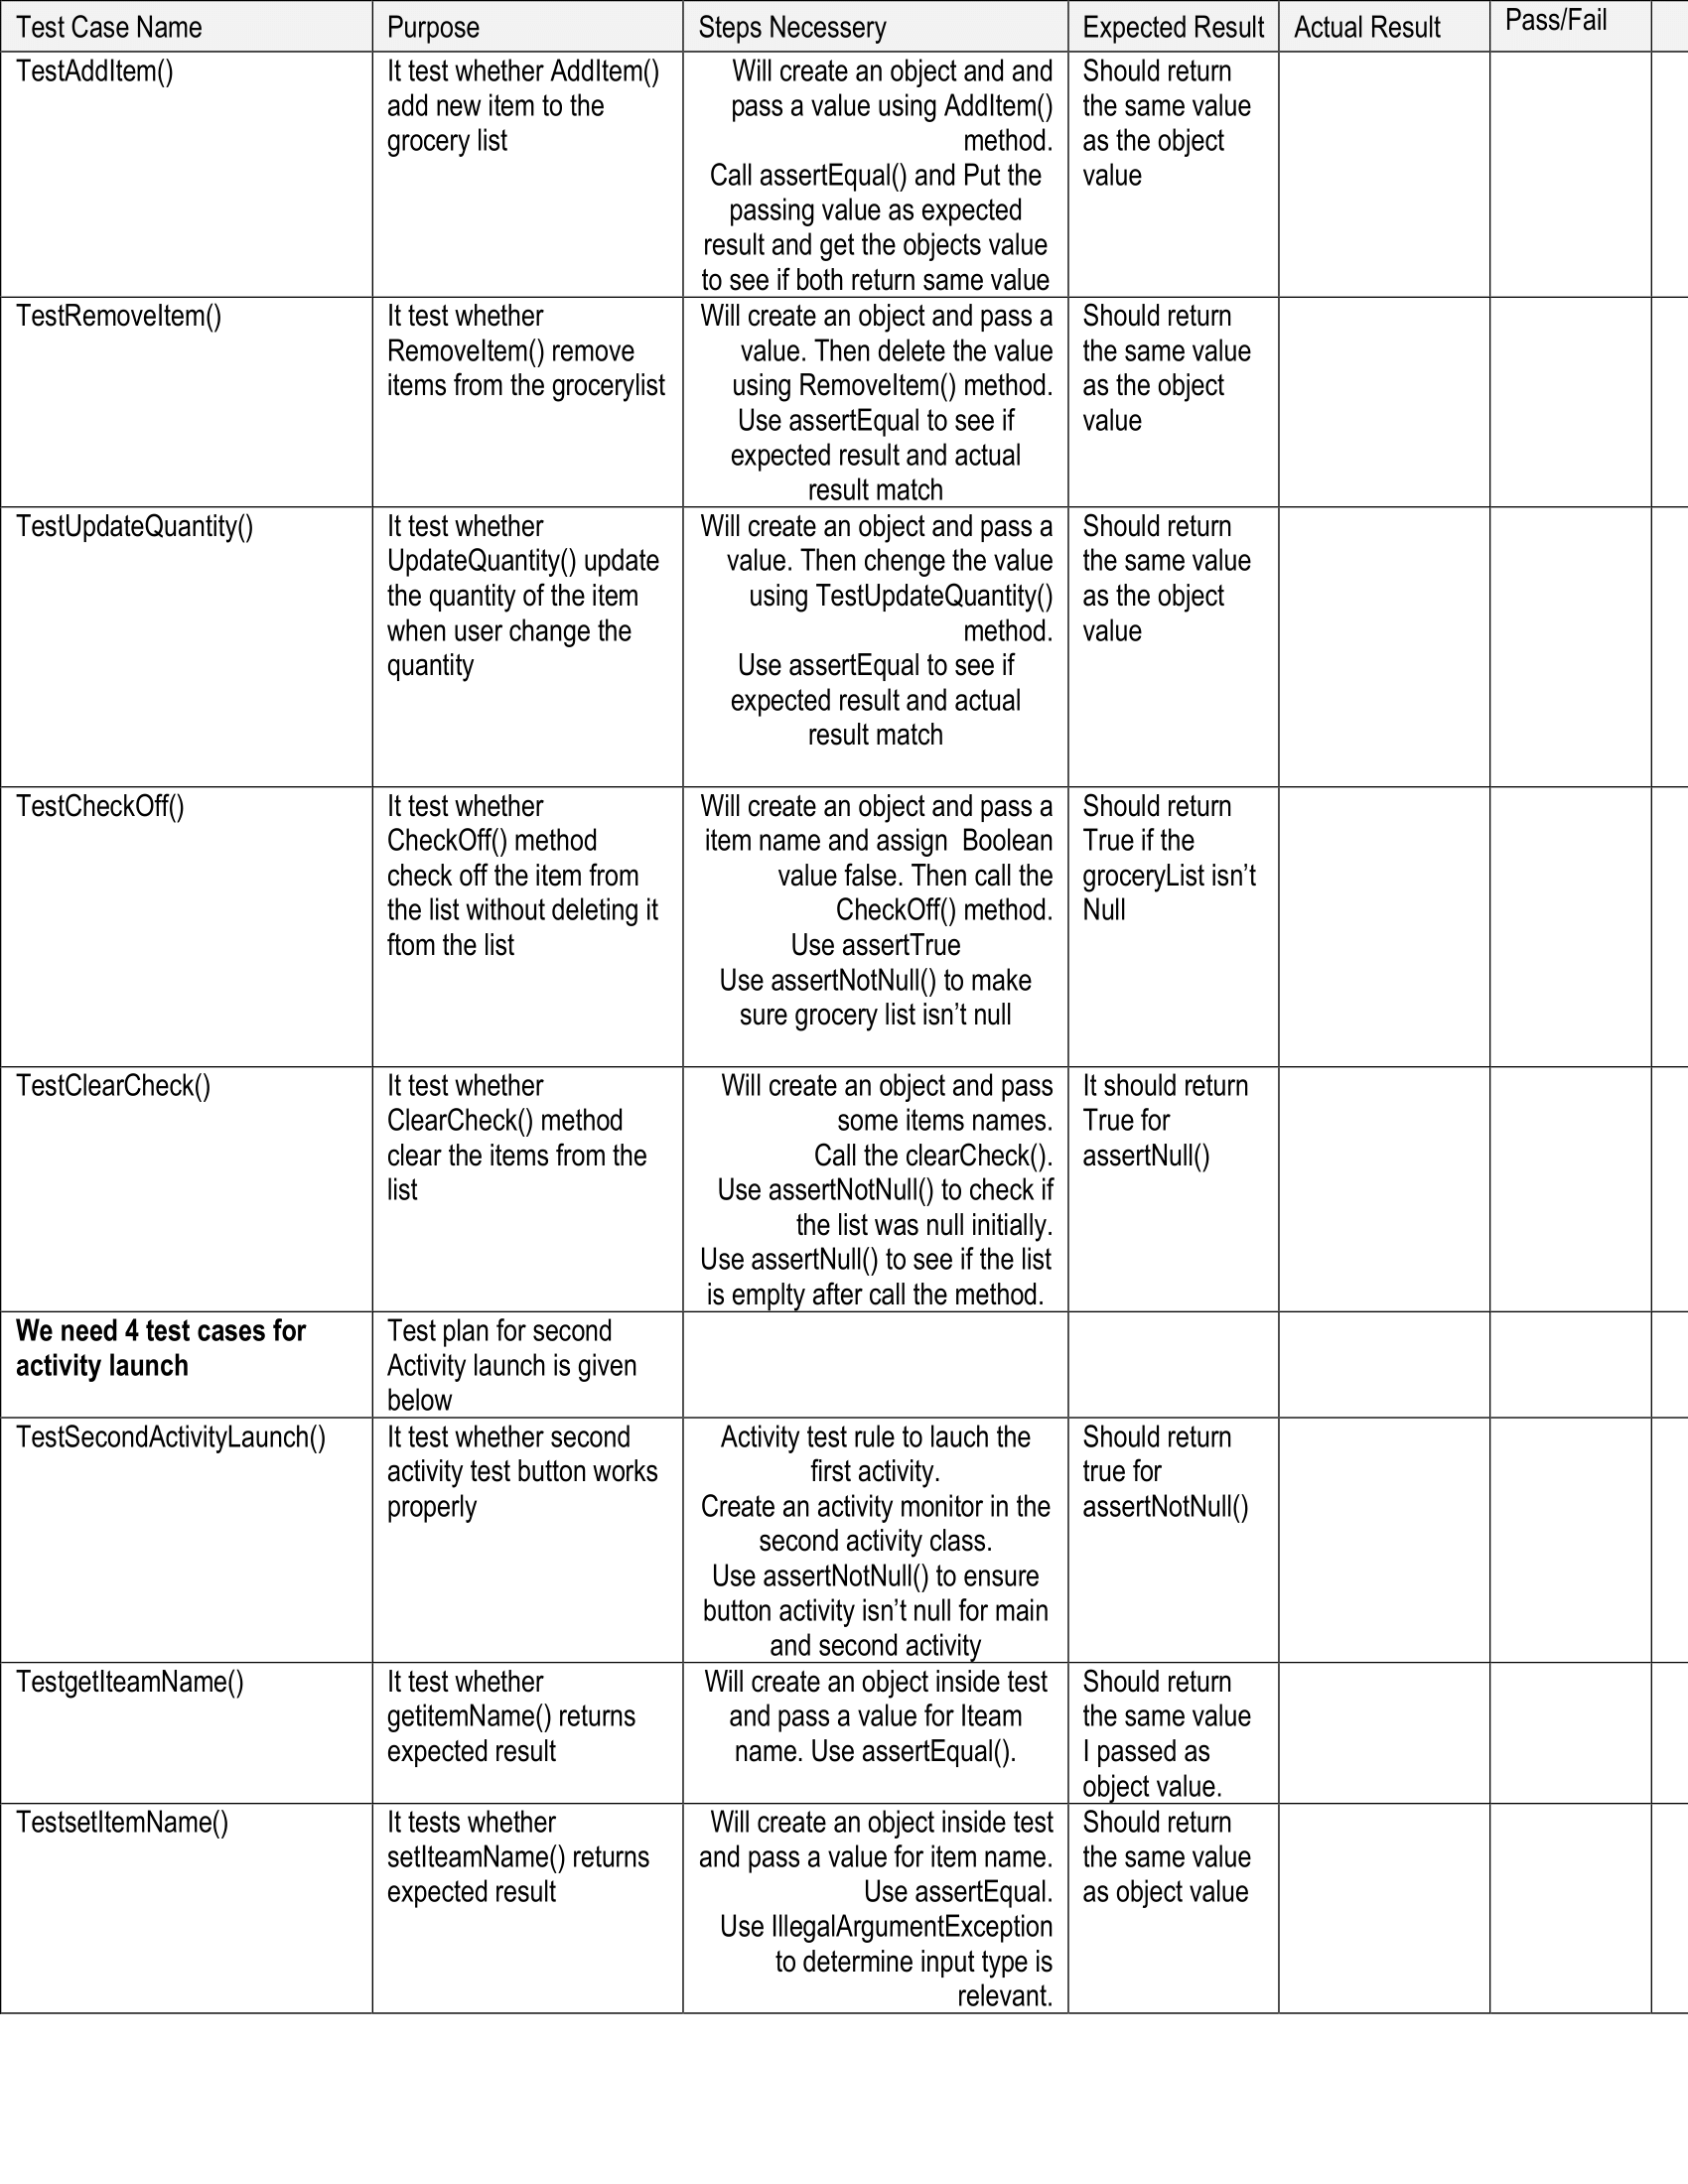 Test Case Name
Purpose
Steps Necessery
Expected Result
Actual Result
Pass/Fail
TestAddItem()
It test whether AddItem()
add new item to the
grocery list
Will create an object and and
pass a value using AddItem()
method.
Call assertEqual() and Put the
passing value as expected
result and get the objects value
to see if both return same value
Should return
the same value
as the object
value
TestRemoveItem()
It test whether
RemoveItem() remove
items from the grocerylist
Will create an object and pass a
value. Then delete the value
using RemoveItem() method.
Use assertEqual to see if
expected result and actual
result match
Should return
the same value
as the object
value
TestUpdateQuantity()
It test whether
UpdateQuantity() update
the quantity of the item
when user change the
quantity
Will create an object and pass a
value. Then chenge the value
using TestUpdateQuantity()
method.
Use assertEqual to see if
expected result and actual
result match
Should return
the same value
as the object
value
TestCheckOff()
It test whether
CheckOff() method
check off the item from
the list without deleting it
ftom the list
Will create an object and pass a
item name and assign  Boolean
value false. Then call the
CheckOff() method.
Use assertTrue
Use assertNotNull() to make
sure grocery list isn’t null
Should return
True if the
groceryList isn’t
Null
TestClearCheck()
It test whether
ClearCheck() method
clear the items from the
list
Will create an object and pass
some items names.
Call the clearCheck().
Use assertNotNull() to check if
the list was null initially.
Use assertNull() to see if the list
is emplty after call the method.
It should return
True for
assertNull()
We need 4 test cases for
activity launch
Test plan for second
Activity launch is given
below
TestSecondActivityLaunch()
It test whether second
activity test button works
properly
Activity test rule to lauch the
first activity.
Create an activity monitor in the
second activity class.
Use assertNotNull() to ensure
button activity isn’t null for main
and second activity
Should return
true for
assertNotNull()
TestgetIteamName()
It test whether
getitemName() returns
expected result
Will create an object inside test
and pass a value for Iteam
name. Use assertEqual().
Should return
the same value
I passed as
object value.
TestsetItemName()
It tests whether
setIteamName() returns
expected result
Will create an object inside test
and pass a value for item name.
Use assertEqual.
Use IllegalArgumentException
to determine input type is
relevant.
Should return
the same value
as object value